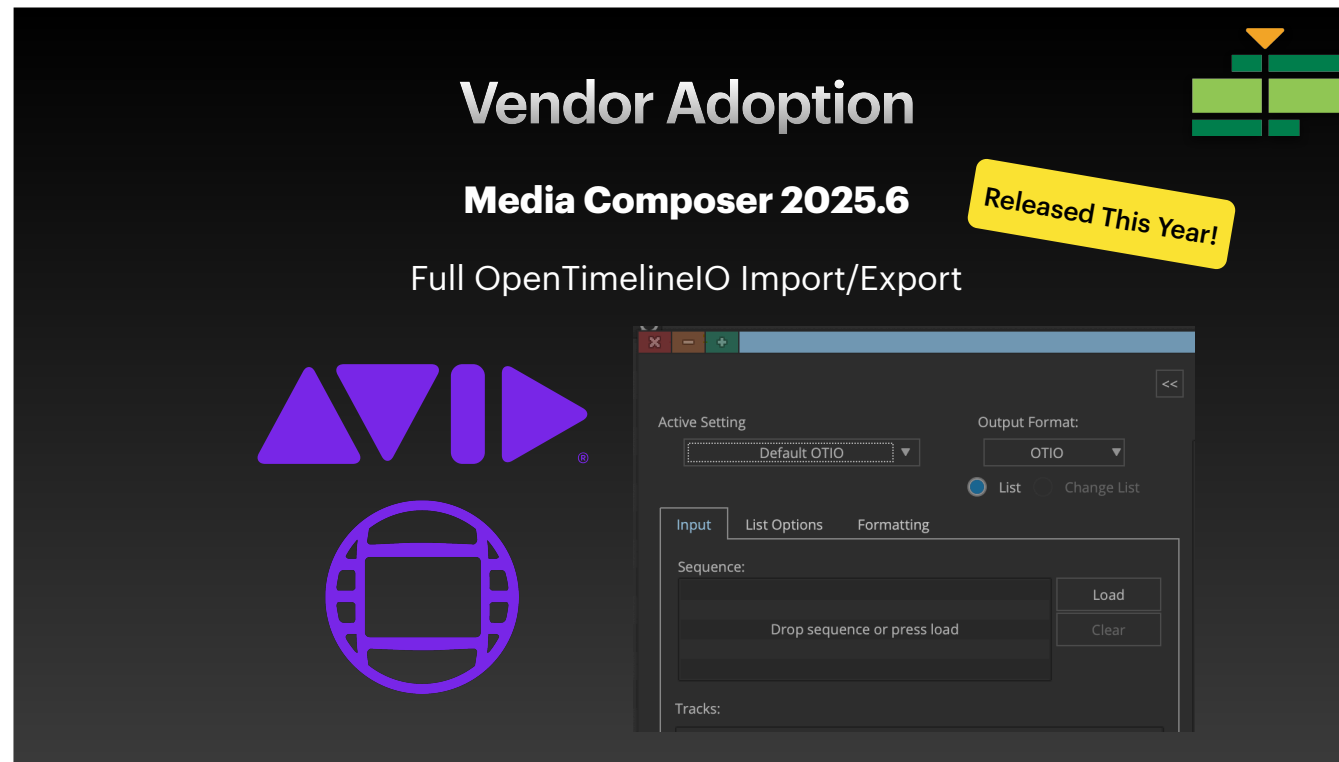 Vendor Adoption
Media Composer 2025.6
Released This Year!
Full OpenTimelineIO Import/Export
AVID®
<<
Active Setting
Output Format:
Default OTIO
OTIO
List
Change List
Input
List Options
Formatting
Sequence:
Load
Drop sequence or press load
Clear
Tracks: